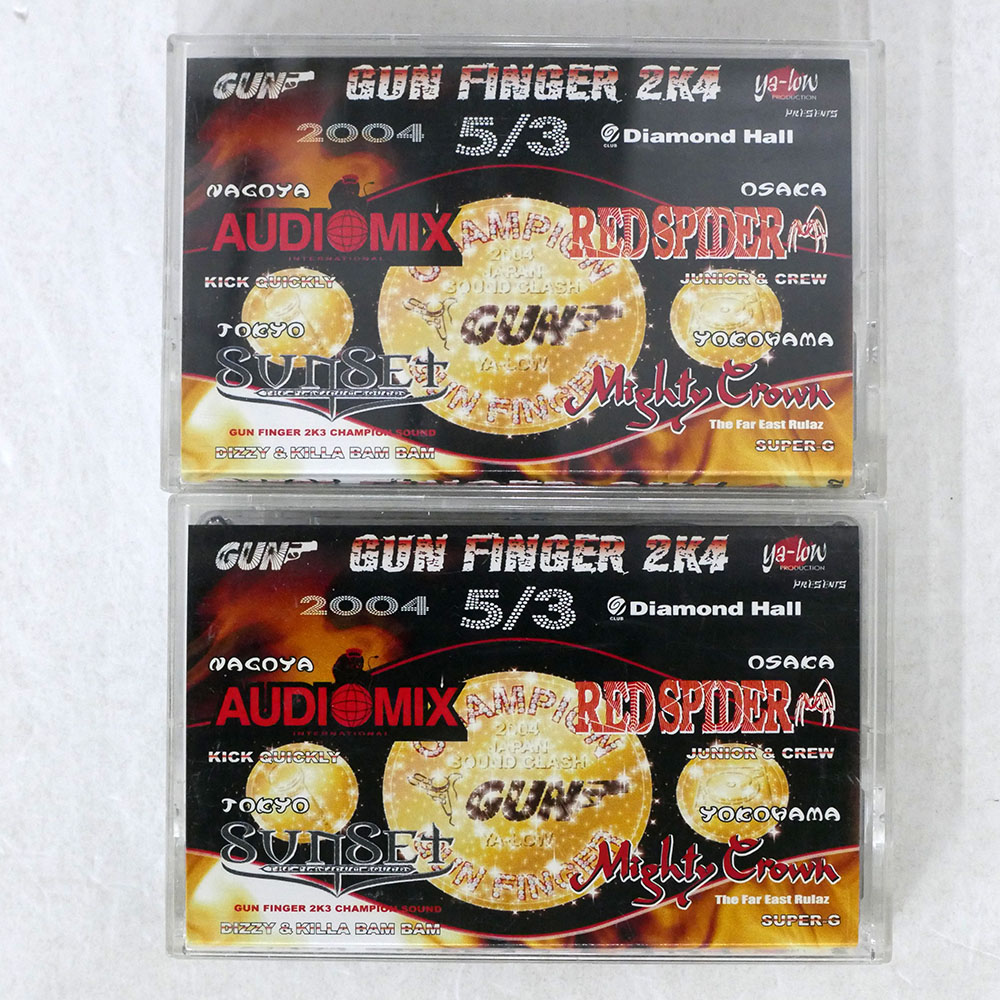 GUN
GUN FINGER 2K4
ya-low
PRODUCTION
PRESENTS
2004
5/3
CLUB
Diamond Hall
NAGOYA
AUDIOMIX
INTERNATIONAL
KICK QUICKLY
OSAKA
RED SPIDER
JUNIOR & CREW
2004
JAPAN
SOUND CLASH
GUN
YA-LOW
GUN FINGER
TOKYO
SUNSET
GUN FINGER 2K3 CHAMPION SOUND
DIZZY & KILLA BAM BAM
YOKOHAMA
Mighty Crown
The Far East Rulaz
SUPER-G
GUN
GUN FINGER 2K4
ya-low
PRODUCTION
PRESENTS
2004
5/3
CLUB
Diamond Hall
NAGOYA
AUDIOMIX
INTERNATIONAL
KICK QUICKLY
OSAKA
RED SPIDER
JUNIOR & CREW
2004
JAPAN
SOUND CLASH
GUN
YA-LOW
GUN FINGER
TOKYO
SUNSET
GUN FINGER 2K3 CHAMPION SOUND
DIZZY & KILLA BAM BAM
YOKOHAMA
Mighty Crown
The Far East Rulaz
SUPER-G